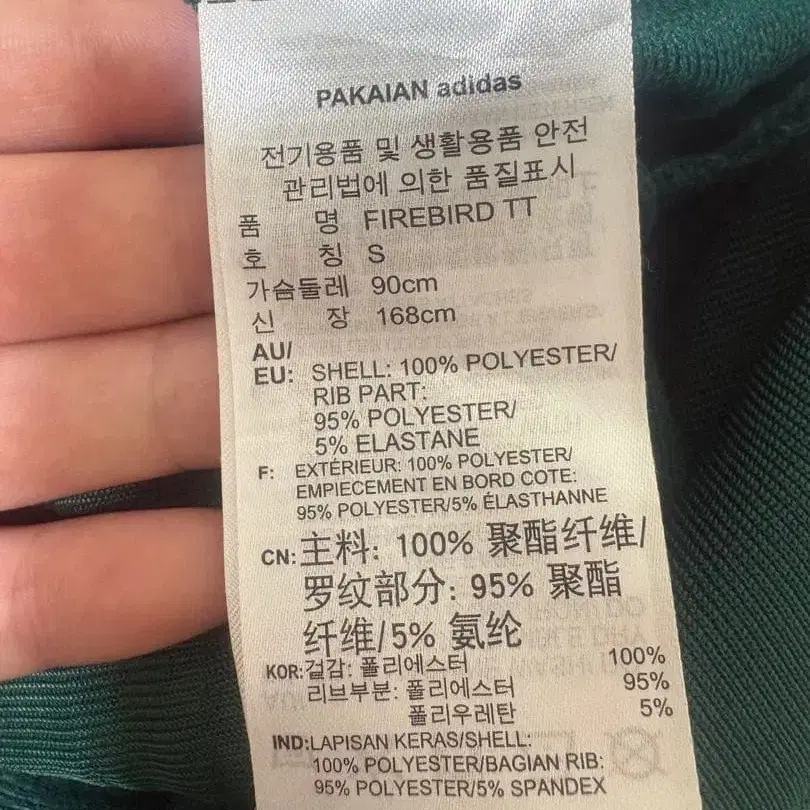 PAKAIAN adidas
전기용품 및 생활용품 안전
관리법에 의한 품질표시
품 명 FIREBIRD TT
호 칭 S
가슴둘레 90cm
신 장 168cm
AU/
EU: SHELL: 100% POLYESTER/
RIB PART:
95% POLYESTER/
5% ELASTANE
F: EXTÉRIEUR: 100% POLYESTER/
EMPIECEMENT EN BORD COTE:
95% POLYESTER/5% ÉLASTHANNE
CN: 主料: 100% 聚酯纤维/
罗纹部分: 95% 聚酯
纤维/5% 氨纶
KOR: 겉감: 폴리에스터 100%
리브부분: 폴리에스터 95%
폴리우레탄 5%
IND: LAPISAN KERAS/SHELL:
100% POLYESTER/BAGIAN RIB:
95% POLYESTER/5% SPANDEX